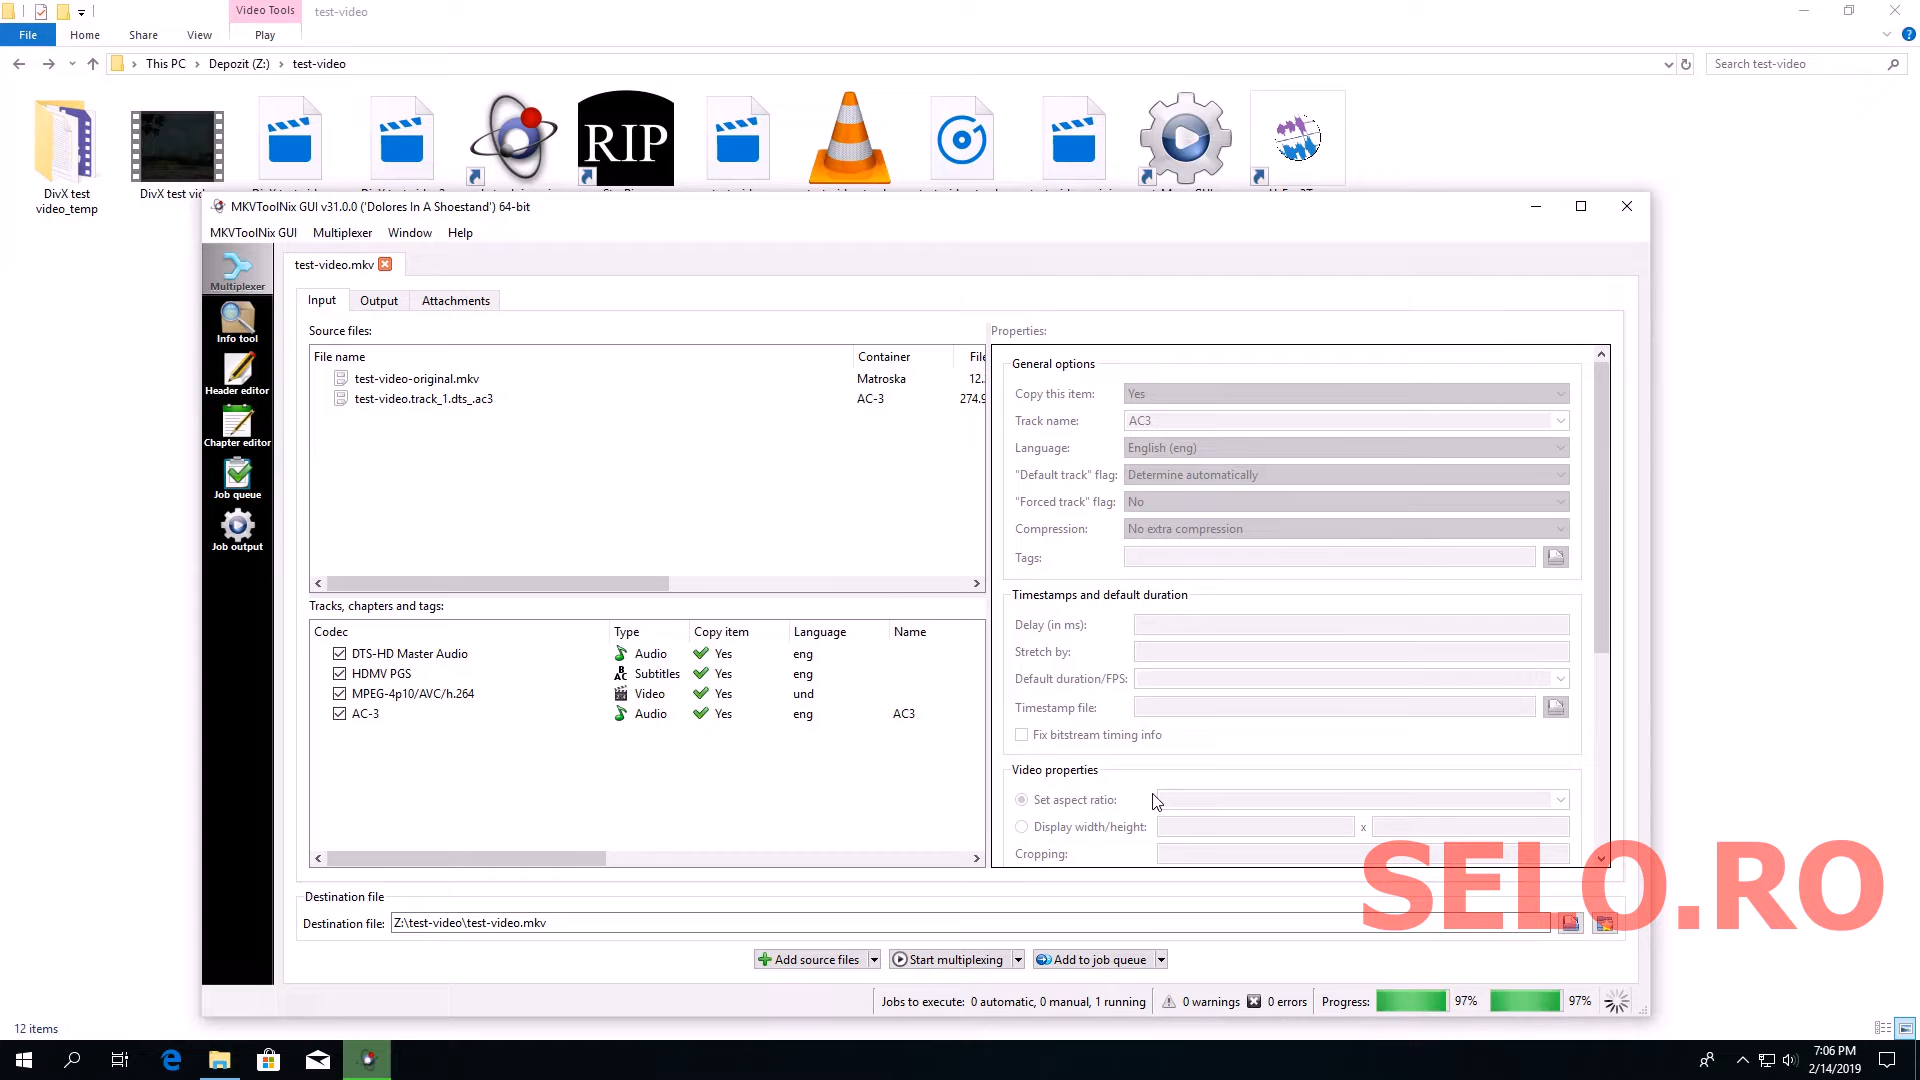 Video Tools
test-video
File
Home
Share
View
Play
This PC
Depozit (Z:)
test-video
Search test-video
RIP
DivX test
video_temp
DivX test
MKVToolNix GUI v31.0.0 ('Dolores In A Shoestand') 64-bit
MKVToolNix GUI
Multiplexer
Window
Help
test-video.mkv
Multiplexer
Info tool
Header editor
Chapter editor
Job queue
Job output
Input
Output
Attachments
Source files:
File name
Container
File
test-video-original.mkv
Matroska
12.
test-video.track_1.dts_.ac3
AC-3
274.9
Tracks, chapters and tags:
Codec
Type
Copy item
Language
Name
DTS-HD Master Audio
Audio
Yes
eng
HDMV PGS
Subtitles
Yes
eng
MPEG-4p10/AVC/h.264
Video
Yes
und
AC-3
Audio
Yes
eng
AC3
Properties:
General options
Copy this item:
Yes
Track name:
AC3
Language:
English (eng)
"Default track" flag:
Determine automatically
"Forced track" flag:
No
Compression:
No extra compression
Tags:
Timestamps and default duration
Delay (in ms):
Stretch by:
Default duration/FPS:
Timestamp file:
Fix bitstream timing info
Video properties
Set aspect ratio:
Display width/height:
x
Cropping:
SELO.RO
Destination file
Destination file:
Z:\test-video\test-video.mkv
Add source files
Start multiplexing
Add to job queue
Jobs to execute: 0 automatic, 0 manual, 1 running
0 warnings
0 errors
Progress:
97%
97%
12 items
7:06 PM
2/14/2019